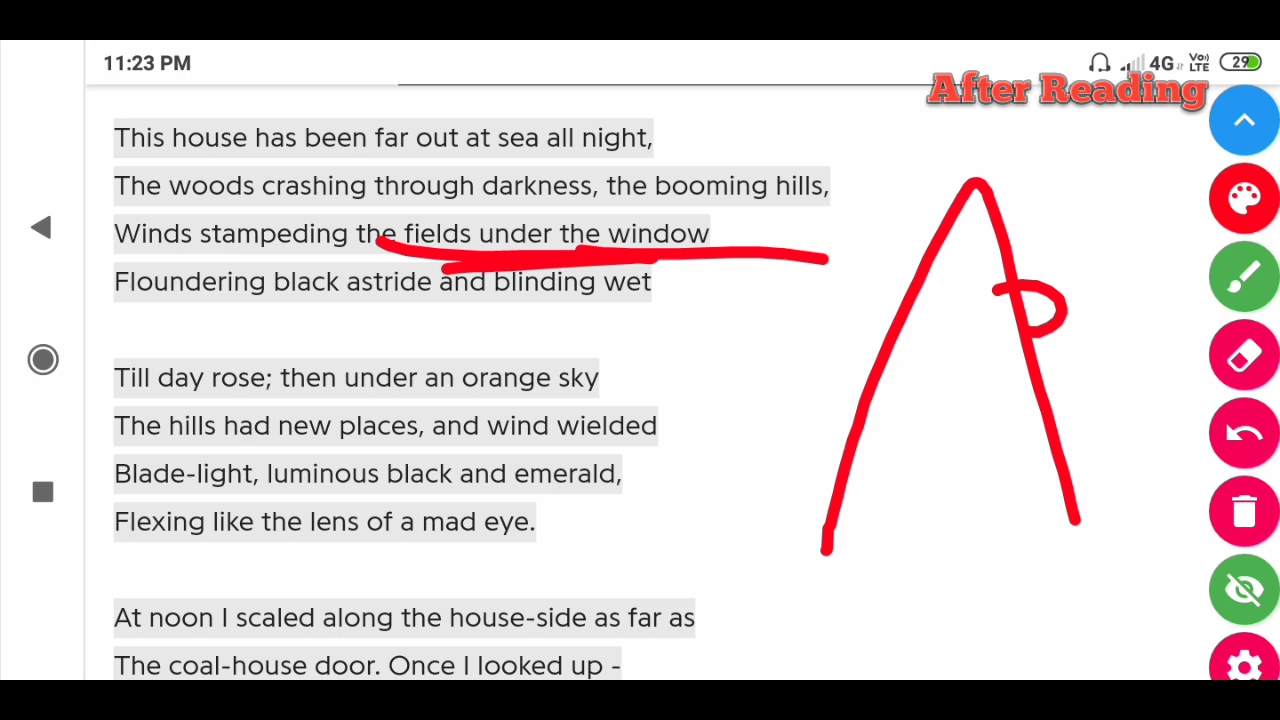 11:23 PM
4G Vo) LTE 29
After Reading
This house has been far out at sea all night,
The woods crashing through darkness, the booming hills,
Winds stampeding the fields under the window
Floundering black astride and blinding wet
Till day rose; then under an orange sky
The hills had new places, and wind wielded
Blade-light, luminous black and emerald,
Flexing like the lens of a mad eye.
At noon I scaled along the house-side as far as
The coal-house door. Once I looked up -